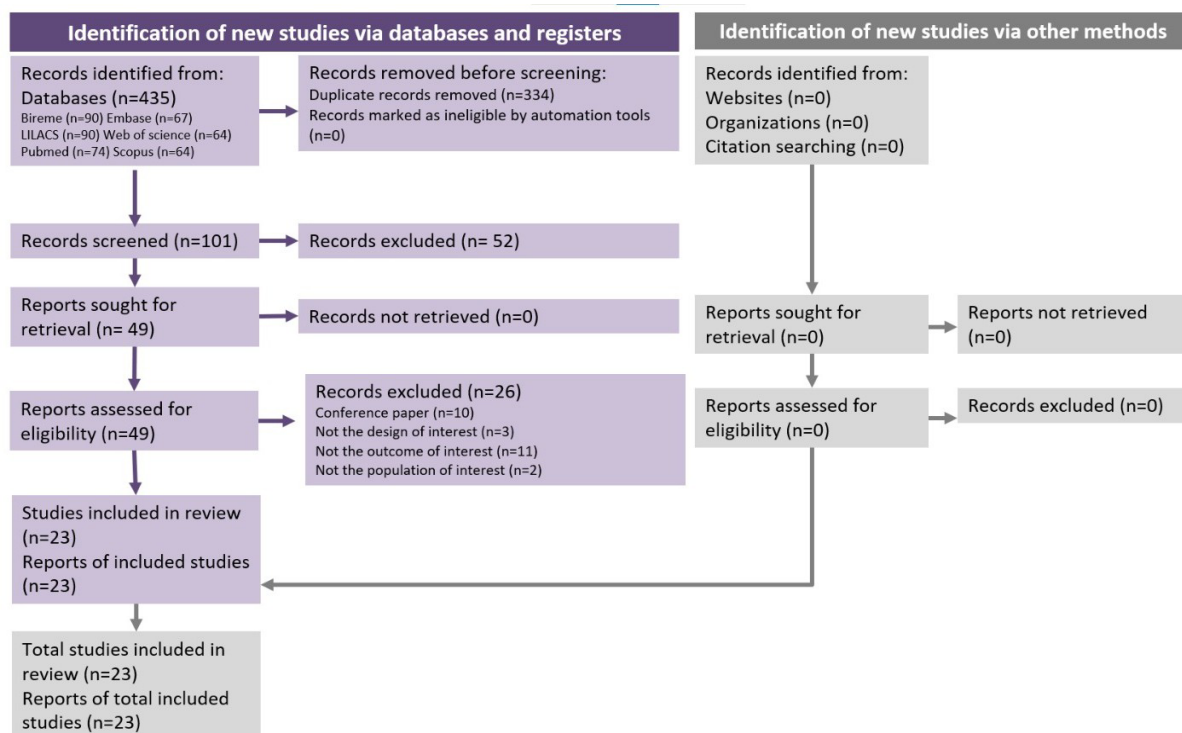 Identification of new studies via databases and registers
Records identified from:
Databases (n=435)
Bireme (n=90) Embase (n=67)
LILACS (n=90) Web of science (n=64)
Pubmed (n=74) Scopus (n=64)
Records removed before screening:
Duplicate records removed (n=334)
Records marked as ineligible by automation tools
(n=0)
Records screened (n=101)
Records excluded (n= 52)
Reports sought for
retrieval (n= 49)
Records not retrieved (n=0)
Reports assessed for
eligibility (n=49)
Records excluded (n=26)
Conference paper (n=10)
Not the design of interest (n=3)
Not the outcome of interest (n=11)
Not the population of interest (n=2)
Studies included in review
(n=23)
Reports of included studies
(n=23)
Total studies included in
review (n=23)
Reports of total included
studies (n=23)
Identification of new studies via other methods
Records identified from:
Websites (n=0)
Organizations (n=0)
Citation searching (n=0)
Reports sought for
retrieval (n=0)
Reports not retrieved
(n=0)
Reports assessed for
eligibility (n=0)
Records excluded (n=0)